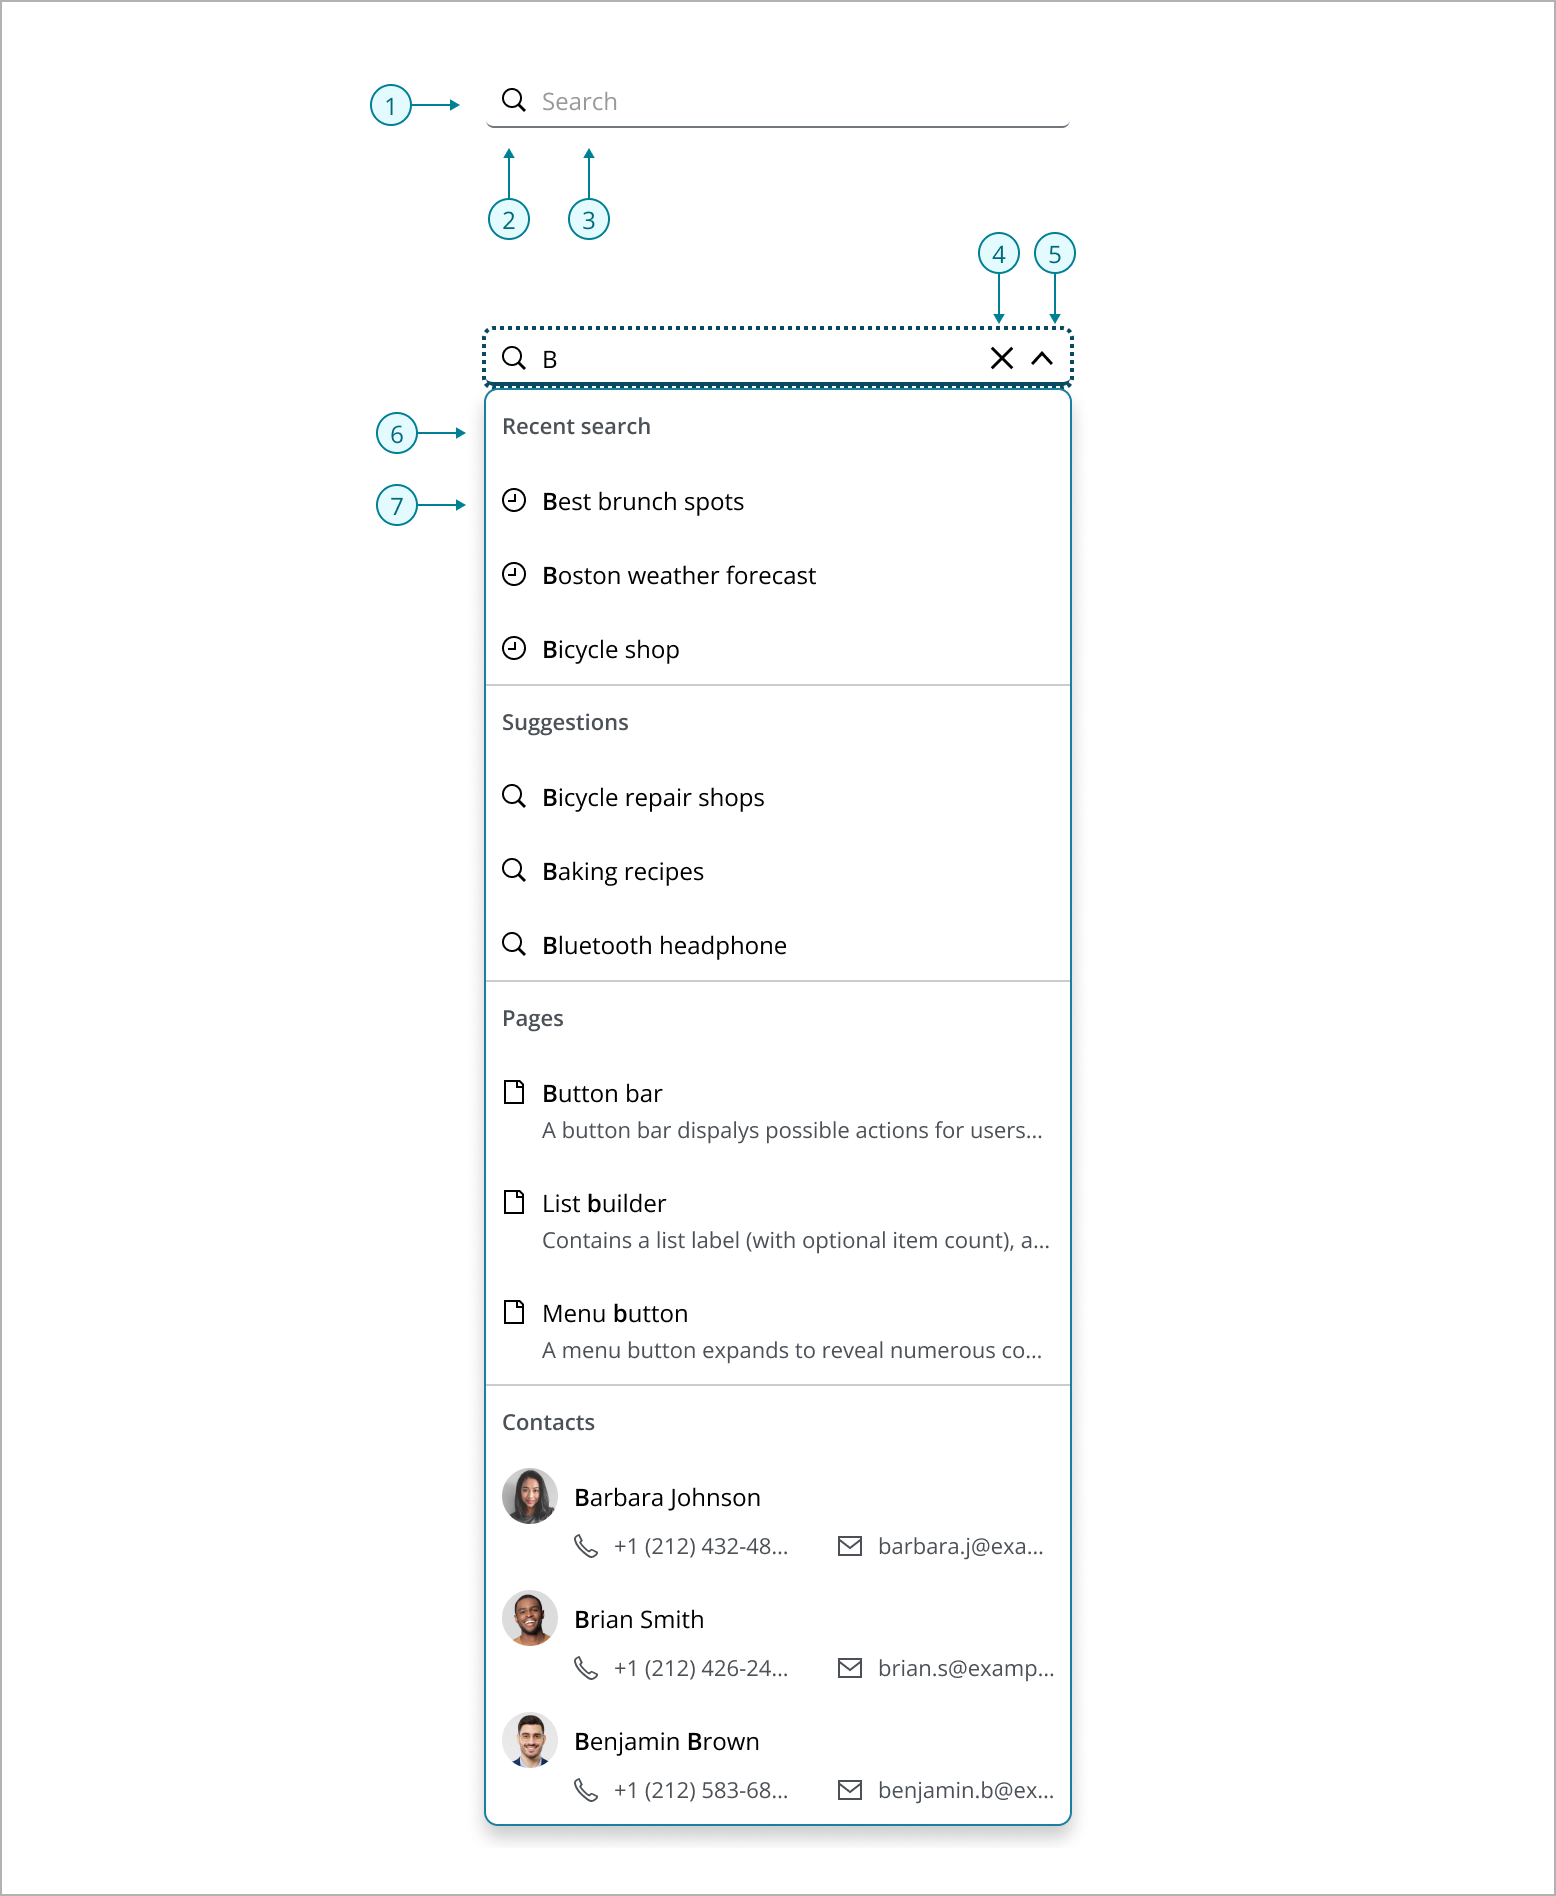 1
Search
2
3
4
5
B
6
Recent search
7
Best brunch spots
Boston weather forecast
Bicycle shop
Suggestions
Bicycle repair shops
Baking recipes
Bluetooth headphone
Pages
Button bar
A button bar dispalys possible actions for users...
List builder
Contains a list label (with optional item count), a...
Menu button
A menu button expands to reveal numerous co...
Contacts
Barbara Johnson
+1 (212) 432-48... barbara.j@exa...
Brian Smith
+1 (212) 426-24... brian.s@examp...
Benjamin Brown
+1 (212) 583-68... benjamin.b@ex...